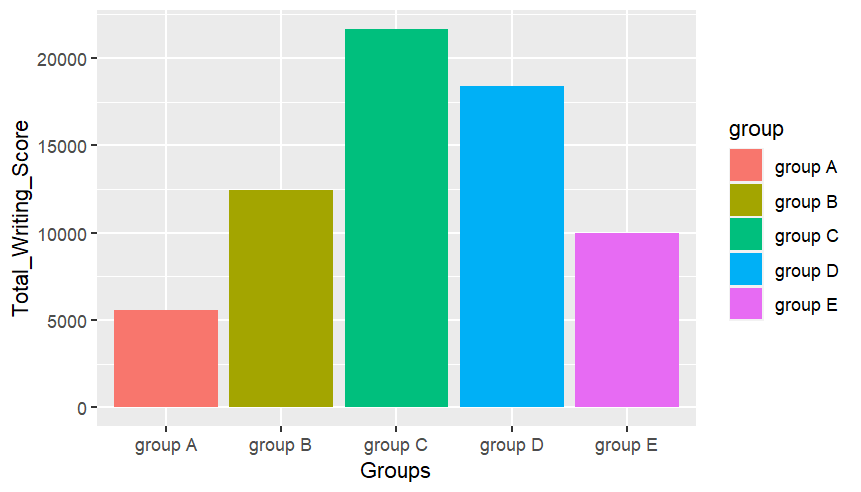 Total_Writing_Score
20000
15000
10000
5000
0
group A
group B
group C
group D
group E
Groups
group
group A
group B
group C
group D
group E